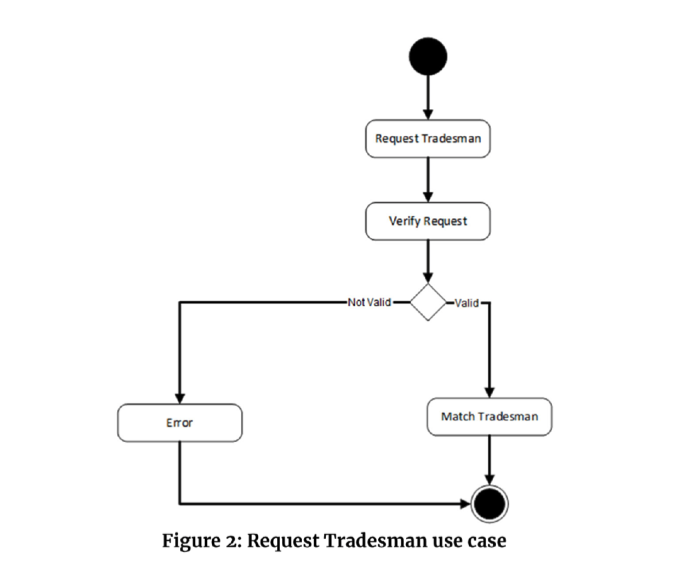 Request Tradesman
Verify Request
Not Valid
Valid
Error
Match Tradesman
Figure 2: Request Tradesman use case